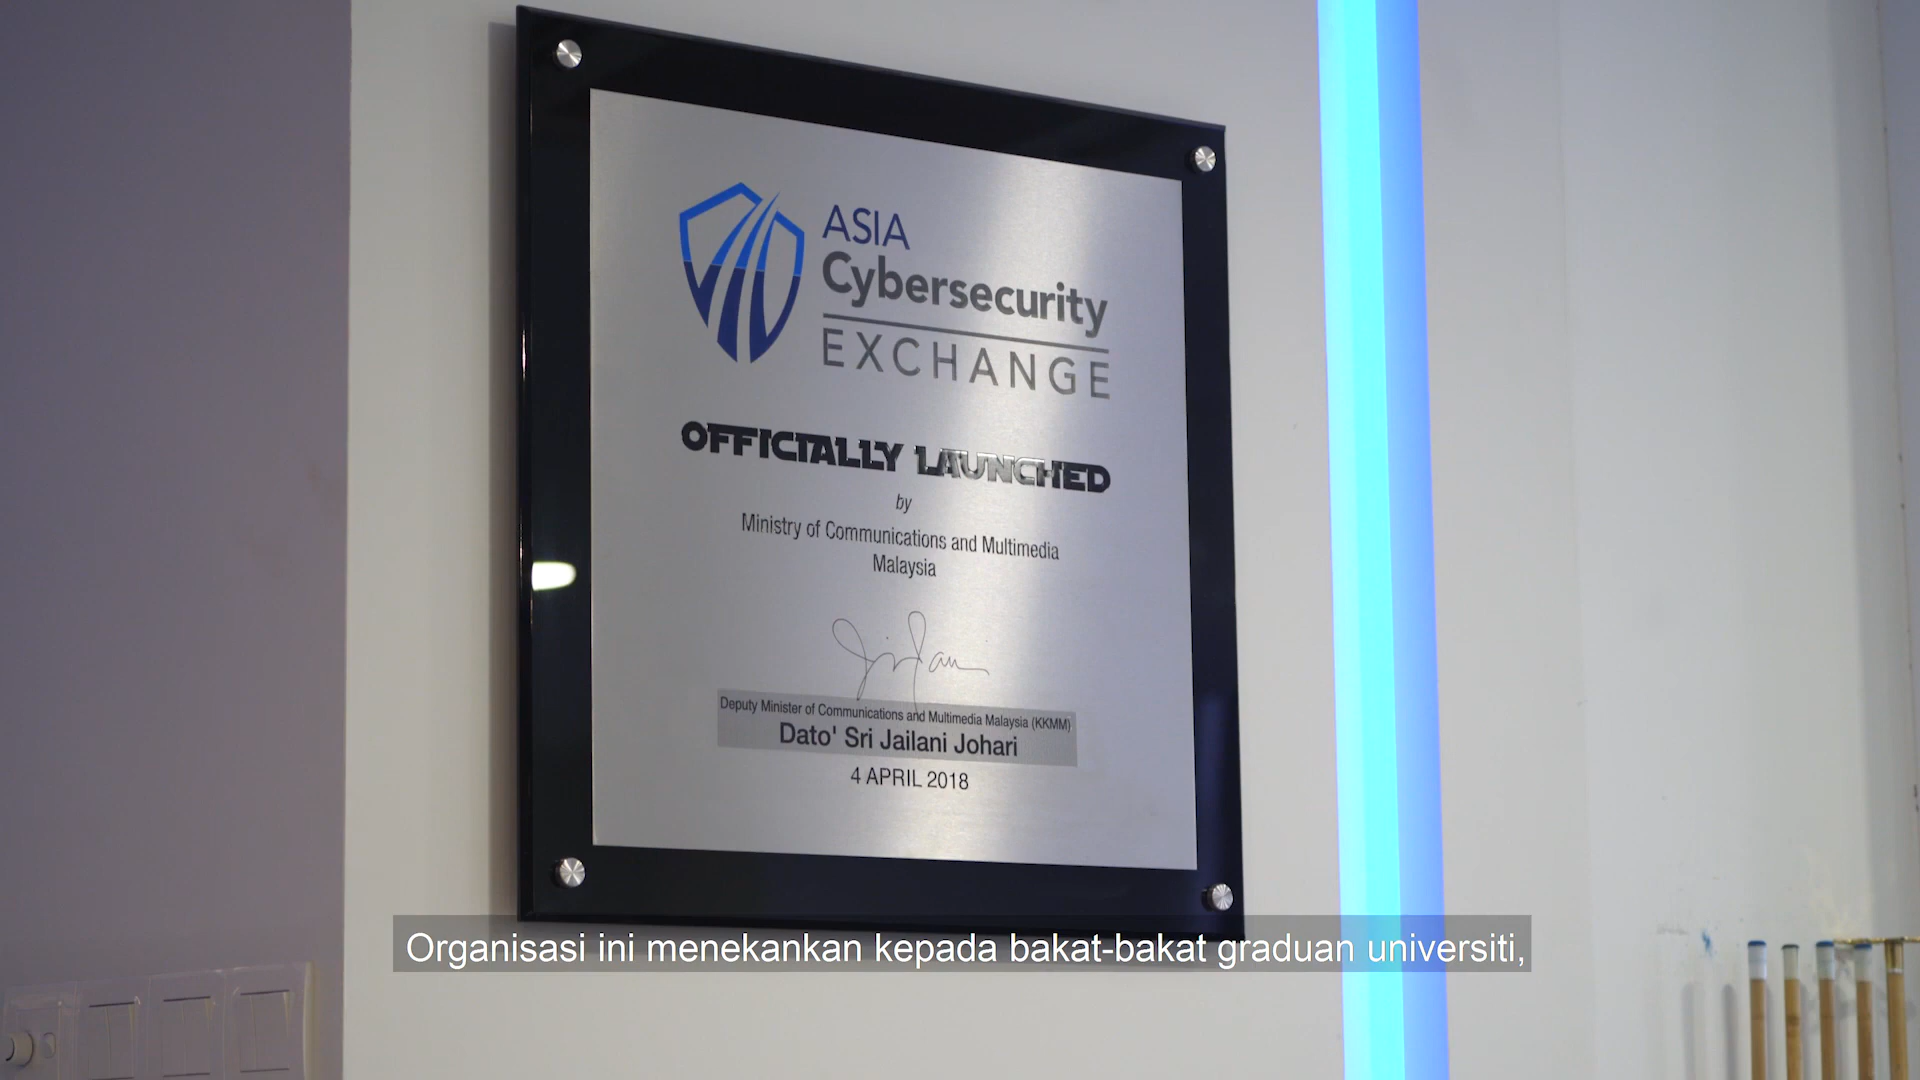 ASIA
Cybersecurity
EXCHANGE
OFFICIALLY LAUNCHED
by
Ministry of Communications and Multimedia
Malaysia
Deputy Minister of Communications and Multimedia Malaysia (KKMM)
Dato' Sri Jailani Johari
4 APRIL 2018
Organisasi ini menekankan kepada bakat-bakat graduan universiti,